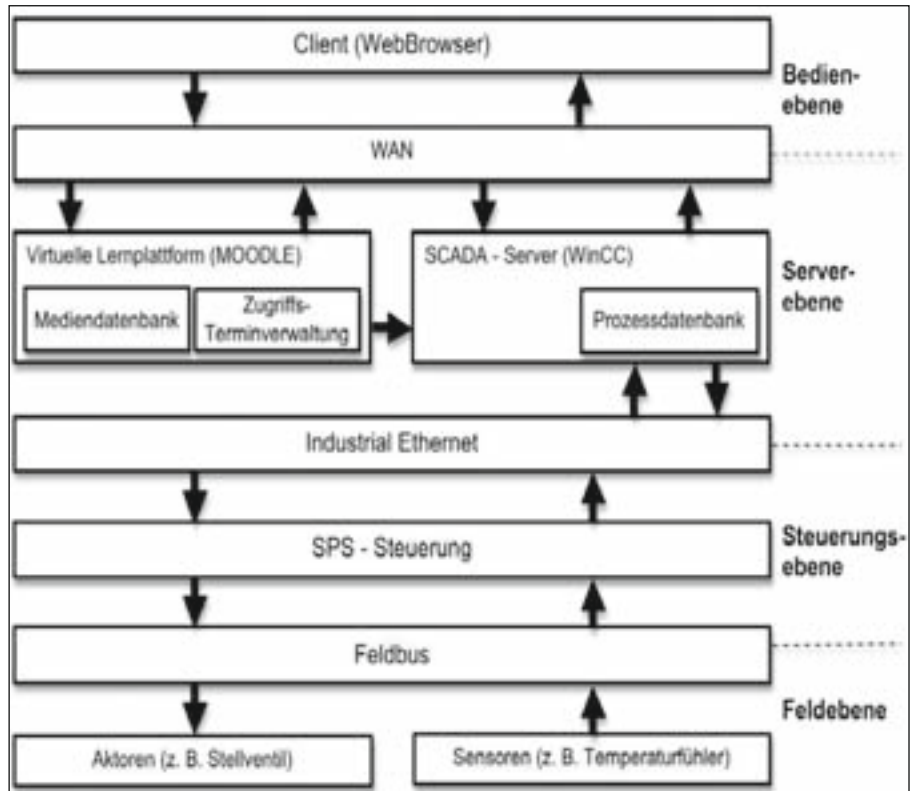 Client (WebBrowser)
Bedien-
ebene
WAN
Virtuelle Lernplattform (MOODLE)
Mediendatenbank
Zugriffs-
Terminverwaltung
SCADA - Server (WinCC)
Prozessdatenbank
Server-
ebene
Industrial Ethernet
SPS - Steuerung
Steuerungs-
ebene
Feldbus
Feldebene
Aktoren (z. B. Stellventil)
Sensoren (z. B. Temperaturfühler)